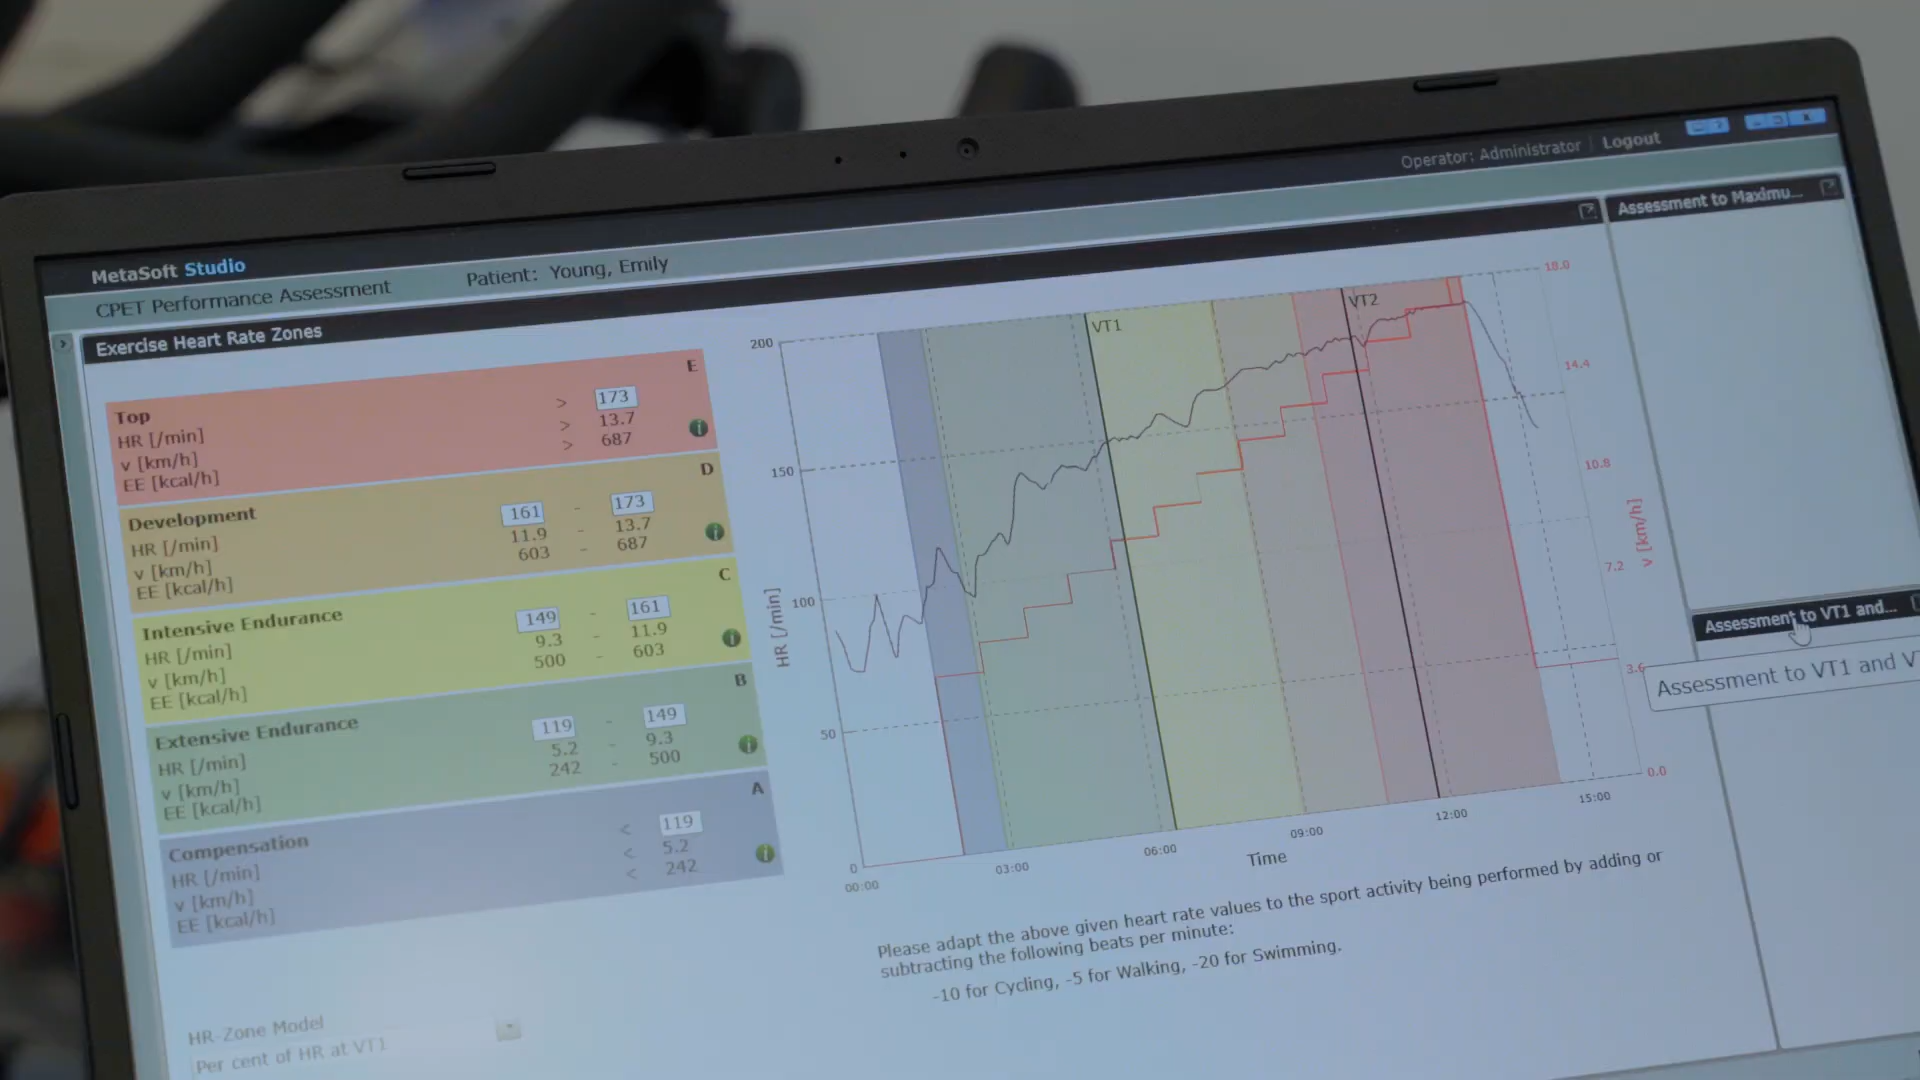 Operator: Administrator Logout
MetaSoft Studio
CPET Performance Assessment Patient: Young, Emily
Exercise Heart Rate Zones
Assessment to Maximu...
E
Top
HR [/min] > 173
v [km/h] > 13.7
EE [kcal/h] > 687
D
Development
HR [/min] 161 - 173
v [km/h] 11.9 - 13.7
EE [kcal/h] 603 - 687
C
Intensive Endurance
HR [/min] 149 - 161
v [km/h] 9.3 - 11.9
EE [kcal/h] 500 - 603
B
Extensive Endurance
HR [/min] 119 - 149
v [km/h] 5.2 - 9.3
EE [kcal/h] 242 - 500
A
Compensation
HR [/min] < 119
v [km/h] < 5.2
EE [kcal/h] < 242
HR-Zone Model
Per cent of HR at VT1
VT1
VT2
200
150
100
50
0
HR [/min]
18.0
14.4
10.8
7.2
3.6
0.0
v [km/h]
00:00
03:00
06:00
09:00
12:00
15:00
Time
Please adapt the above given heart rate values to the sport activity being performed by adding or
subtracting the following beats per minute:
-10 for Cycling, -5 for Walking, -20 for Swimming.
Assessment to VT1 and...
Assessment to VT1 and V